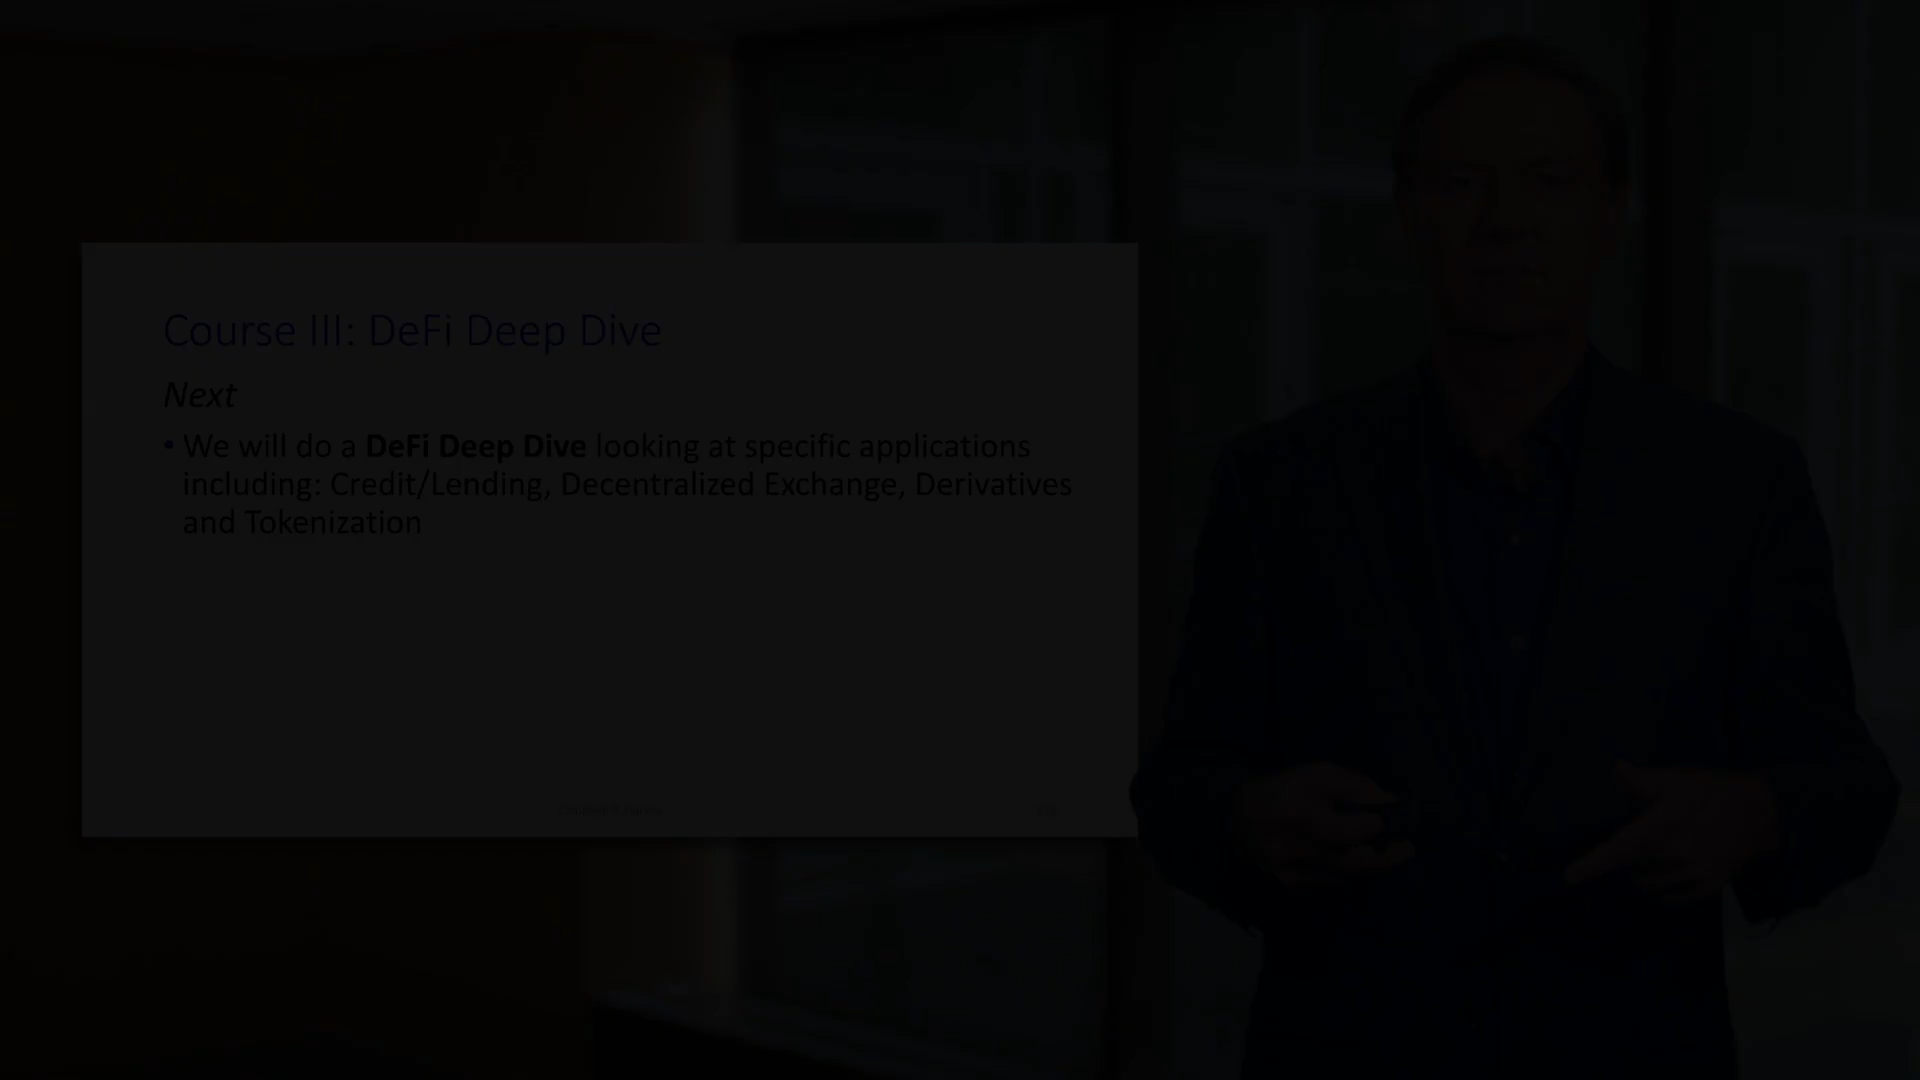 Course III: DeFi Deep Dive
Next
• We will do a DeFi Deep Dive looking at specific applications
including: Credit/Lending, Decentralized Exchange, Derivatives
and Tokenization